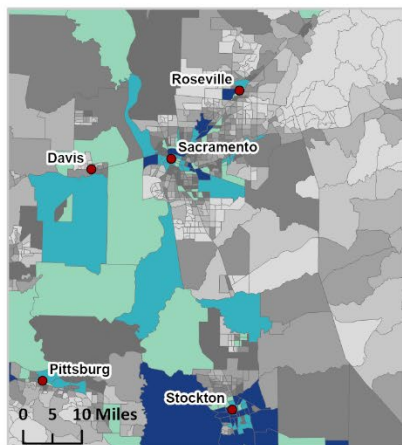 Roseville
Sacramento
Davis
Pittsburg
Stockton
0 5 10 Miles